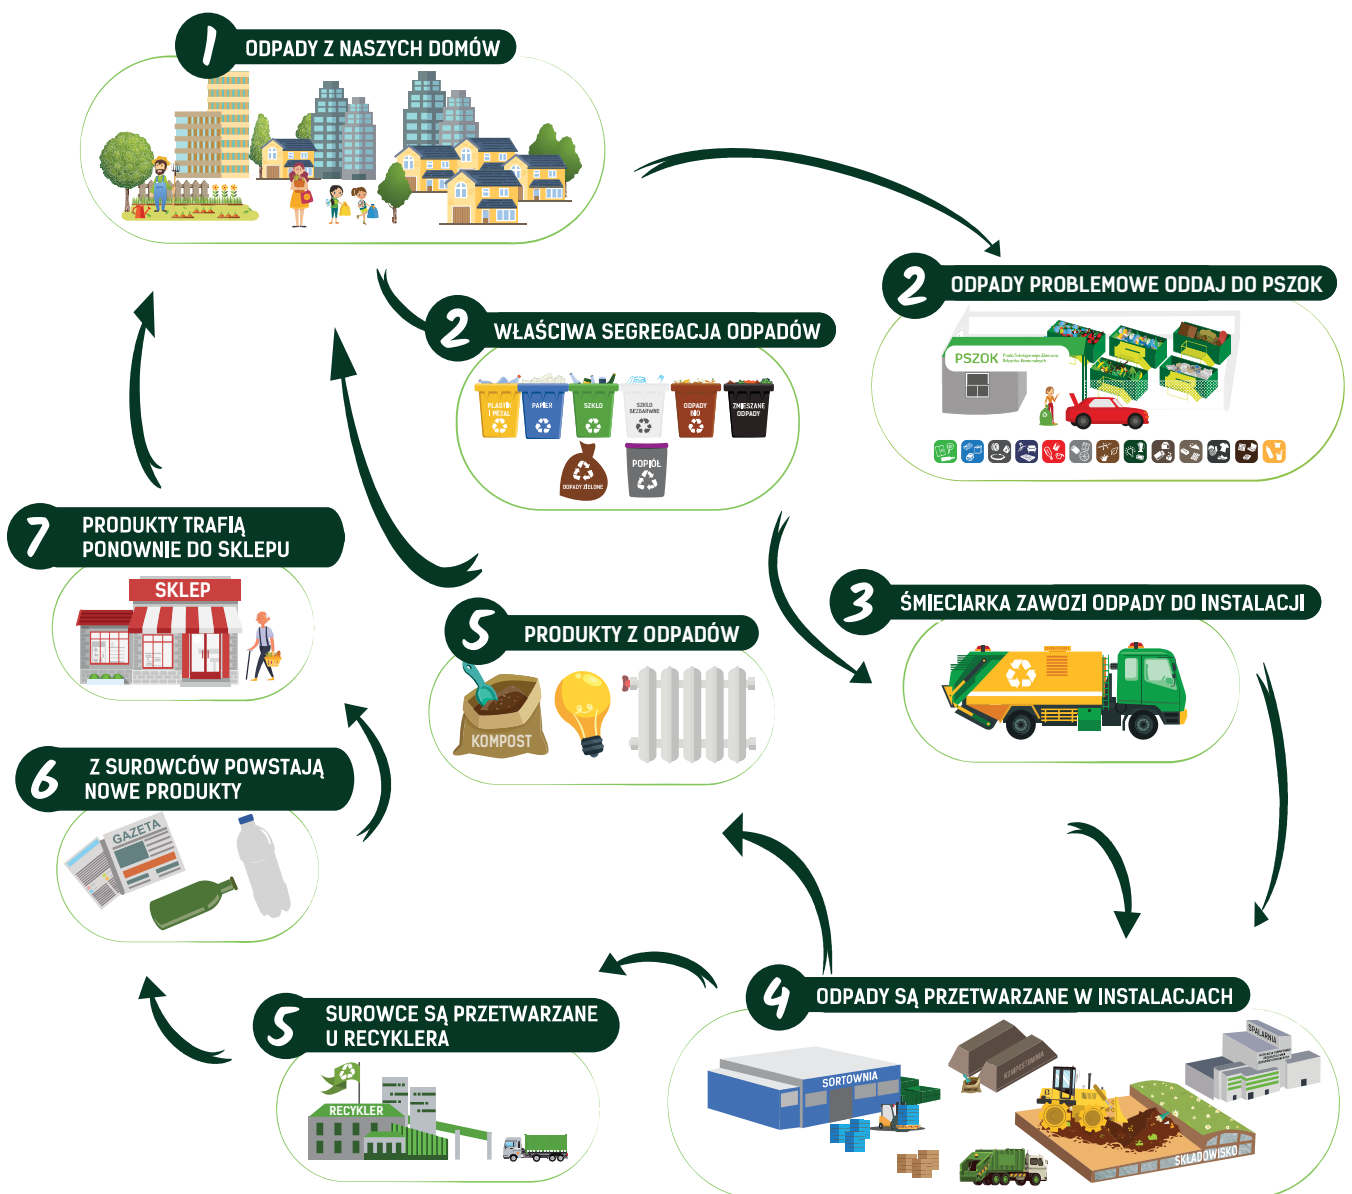 1
ODPADY Z NASZYCH DOMÓW
2
ODPADY PROBLEMOWE ODDAJ DO PSZOK
PSZOK
2
WŁAŚCIWA SEGREGACJA ODPADÓW
PLASTIK
I METAL
PAPIER
SZKŁO
SZKŁO
BEZBARWNE
ODPADY
BIO
ZMIESZANE
ODPADY
ODPADY ZIELONE
POPIÓŁ
3
ŚMIECIARKA ZAWOZI ODPADY DO INSTALACJI
4
ODPADY SĄ PRZETWARZANE W INSTALACJACH
SORTOWNIA
KOMPOSTOWNIA
SPALARNIA
SKŁADOWISKO
5
PRODUKTY Z ODPADÓW
KOMPOST
5
SUROWCE SĄ PRZETWARZANE
U RECYKLERA
RECYKLER
6
Z SUROWCÓW POWSTAJĄ
NOWE PRODUKTY
GAZETA
7
PRODUKTY TRAFIĄ
PONOWNIE DO SKLEPU
SKLEP